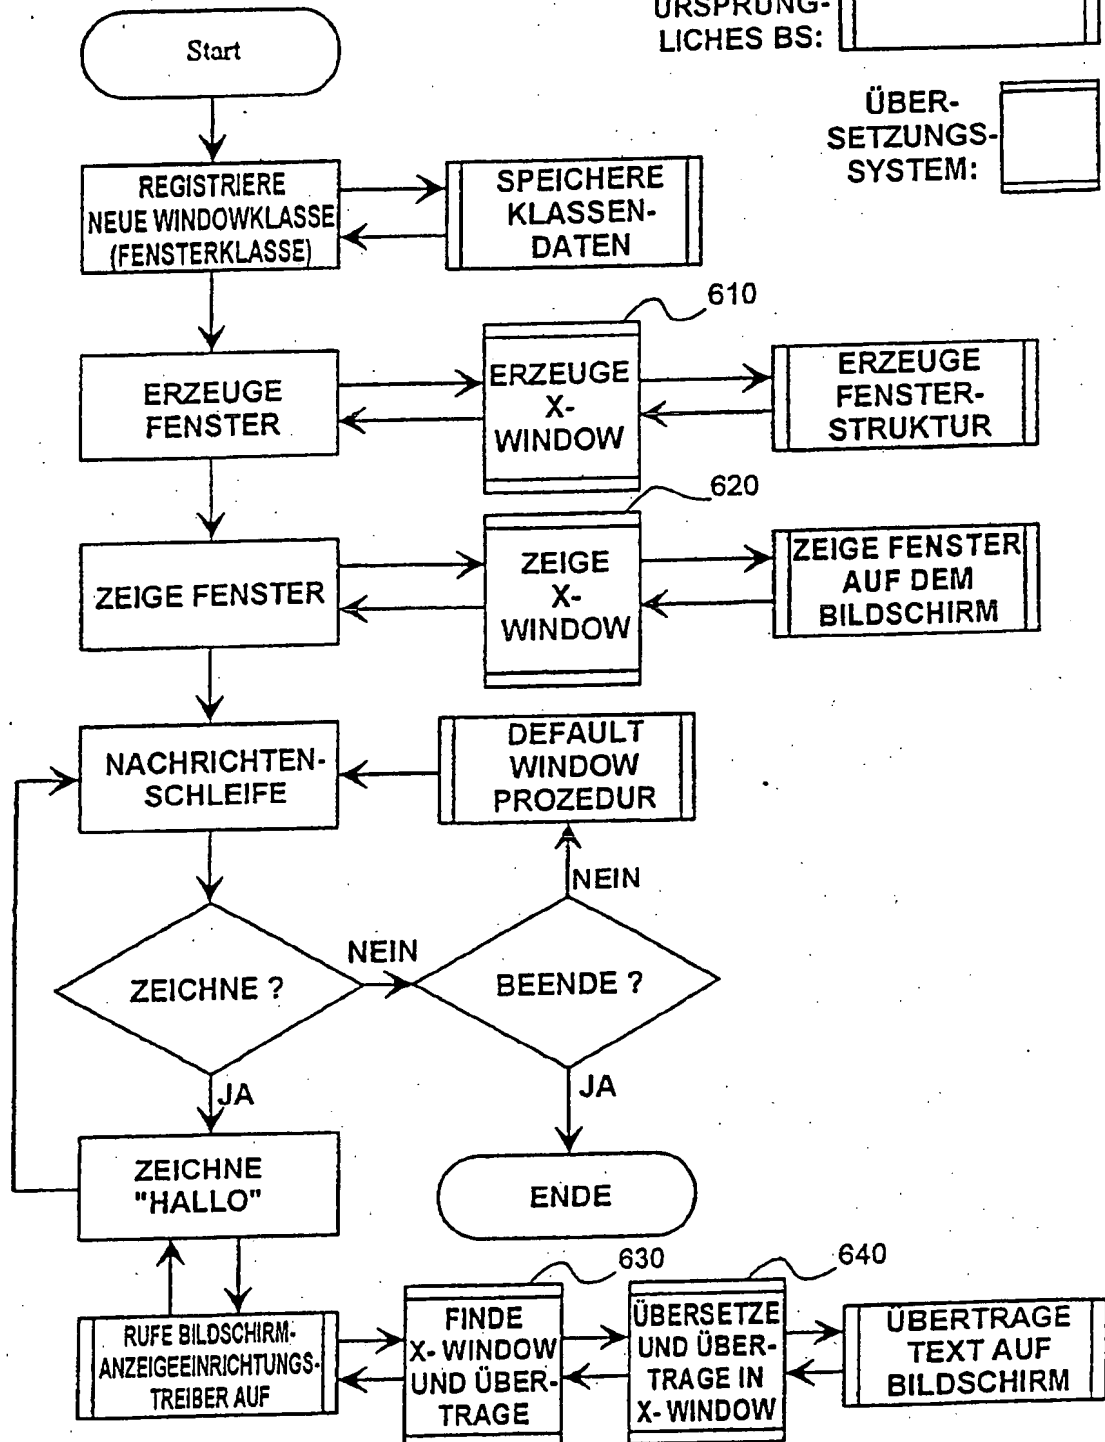 URSPRÜNG-
LICHES BS:
ÜBER-
SETZUNGS-
SYSTEM:
Start
REGISTRIERE
NEUE WINDOWKLASSE
(FENSTERKLASSE)
SPEICHERE
KLASSEN-
DATEN
610
ERZEUGE
FENSTER
ERZEUGE
X-
WINDOW
ERZEUGE
FENSTER-
STRUKTUR
620
ZEIGE FENSTER
ZEIGE
X-
WINDOW
ZEIGE FENSTER
AUF DEM
BILDSCHIRM
NACHRICHTEN-
SCHLEIFE
DEFAULT
WINDOW
PROZEDUR
NEIN
ZEICHNE ?
NEIN
BEENDE ?
JA
JA
ZEICHNE
"HALLO"
ENDE
630
640
RUFE BILDSCHIRM-
ANZEIGEEINRICHTUNGS-
TREIBER AUF
FINDE
X- WINDOW
UND ÜBER-
TRAGE
ÜBERSETZE
UND ÜBER-
TRAGE IN
X- WINDOW
ÜBERTRAGE
TEXT AUF
BILDSCHIRM